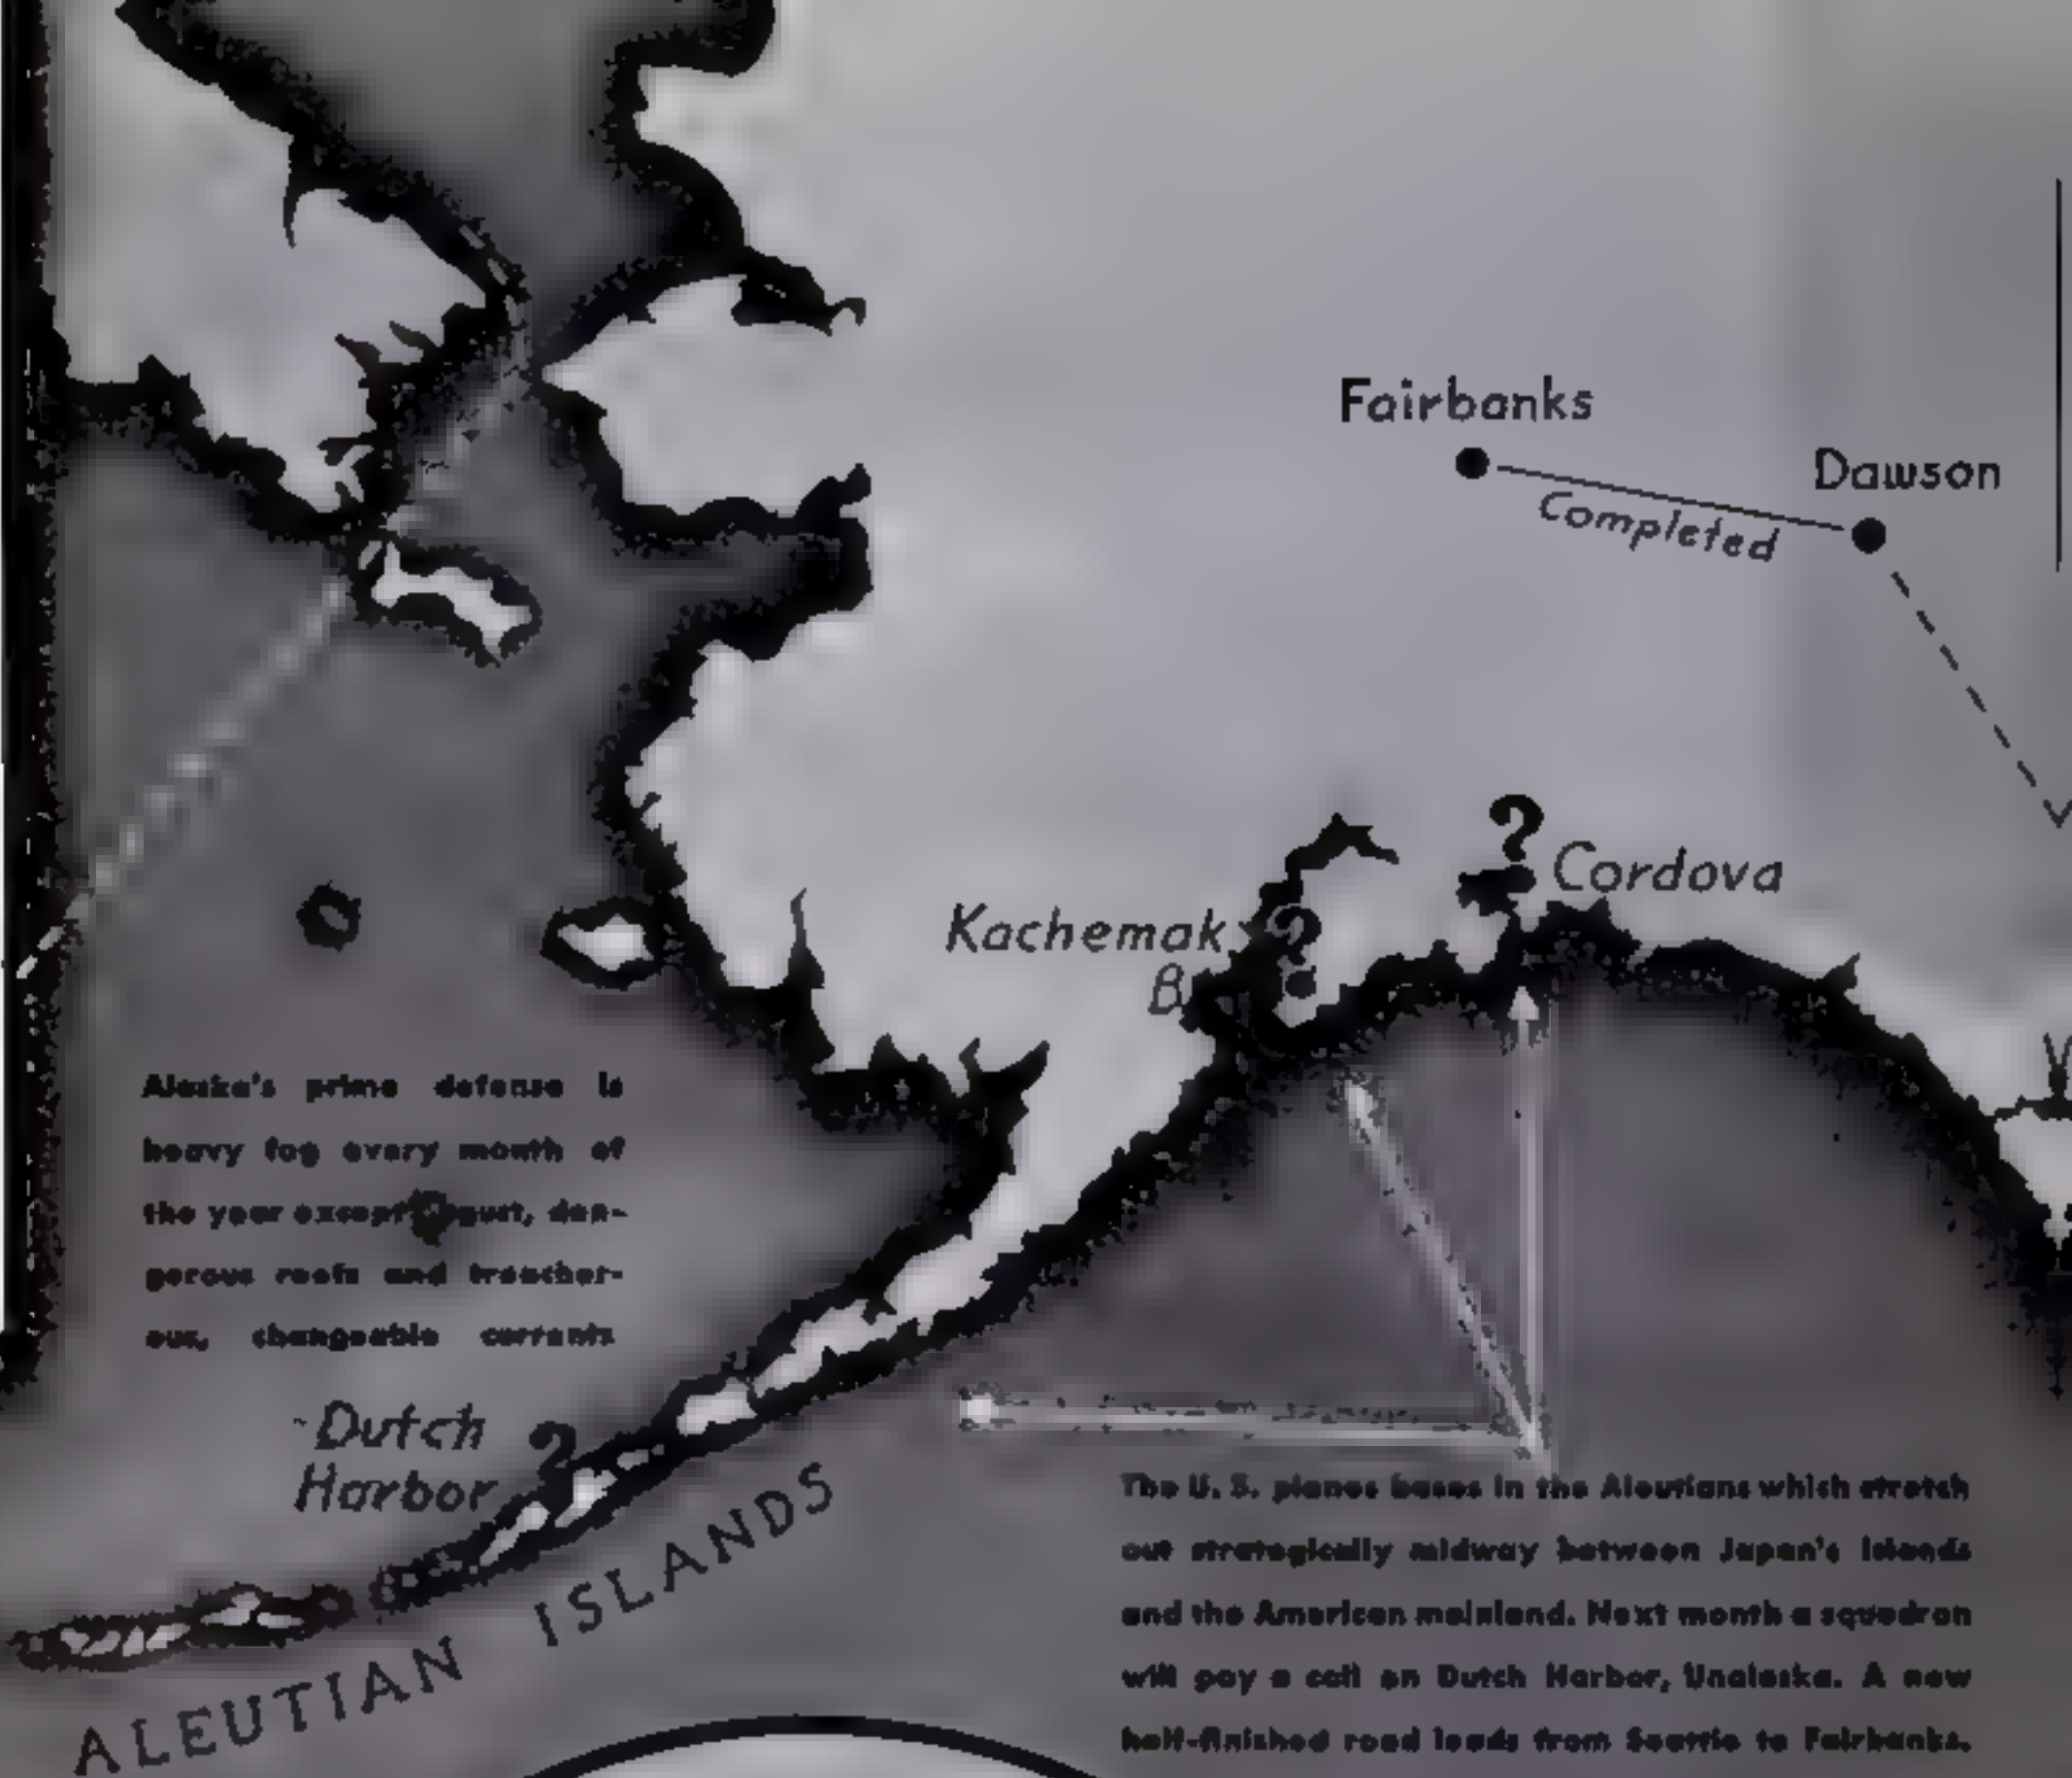 Fairbanks
Dawson
Completed
Cordova
Kachemak
B
Alaska's prime defense is
heavy fog every month of
the year except August, dan-
gerous reefs and treacher-
ous, changeable currents
Dutch
Harbor
ALEUTIAN ISLANDS
The U. S. planes bases in the Aleutians which stretch
out strategically midway between Japan's islands
and the American mainland. Next month a squadron
will pay a call on Dutch Harbor, Unalaska. A new
half-finished road leads from Seattle to Fairbanks.
?
?
?